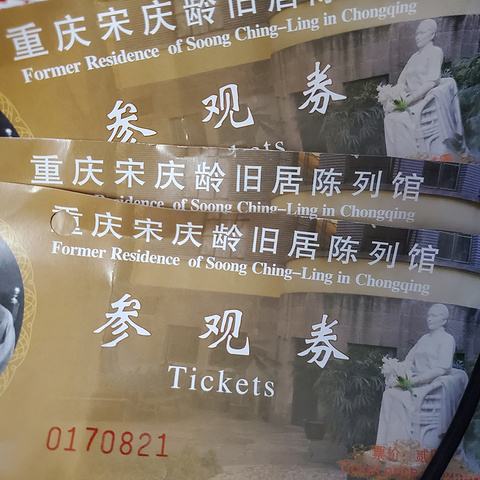 重庆宋庆龄旧居陈
Former Residence of Soong Ching-Ling in Chongqing
参观券
重庆宋庆龄旧居陈列馆
Residence of Soong Ching-Ling in Chongqing
重庆宋庆龄旧居陈列馆
Former Residence of Soong Ching-Ling in Chongqing
参观券
Tickets
0170821
票价:贰